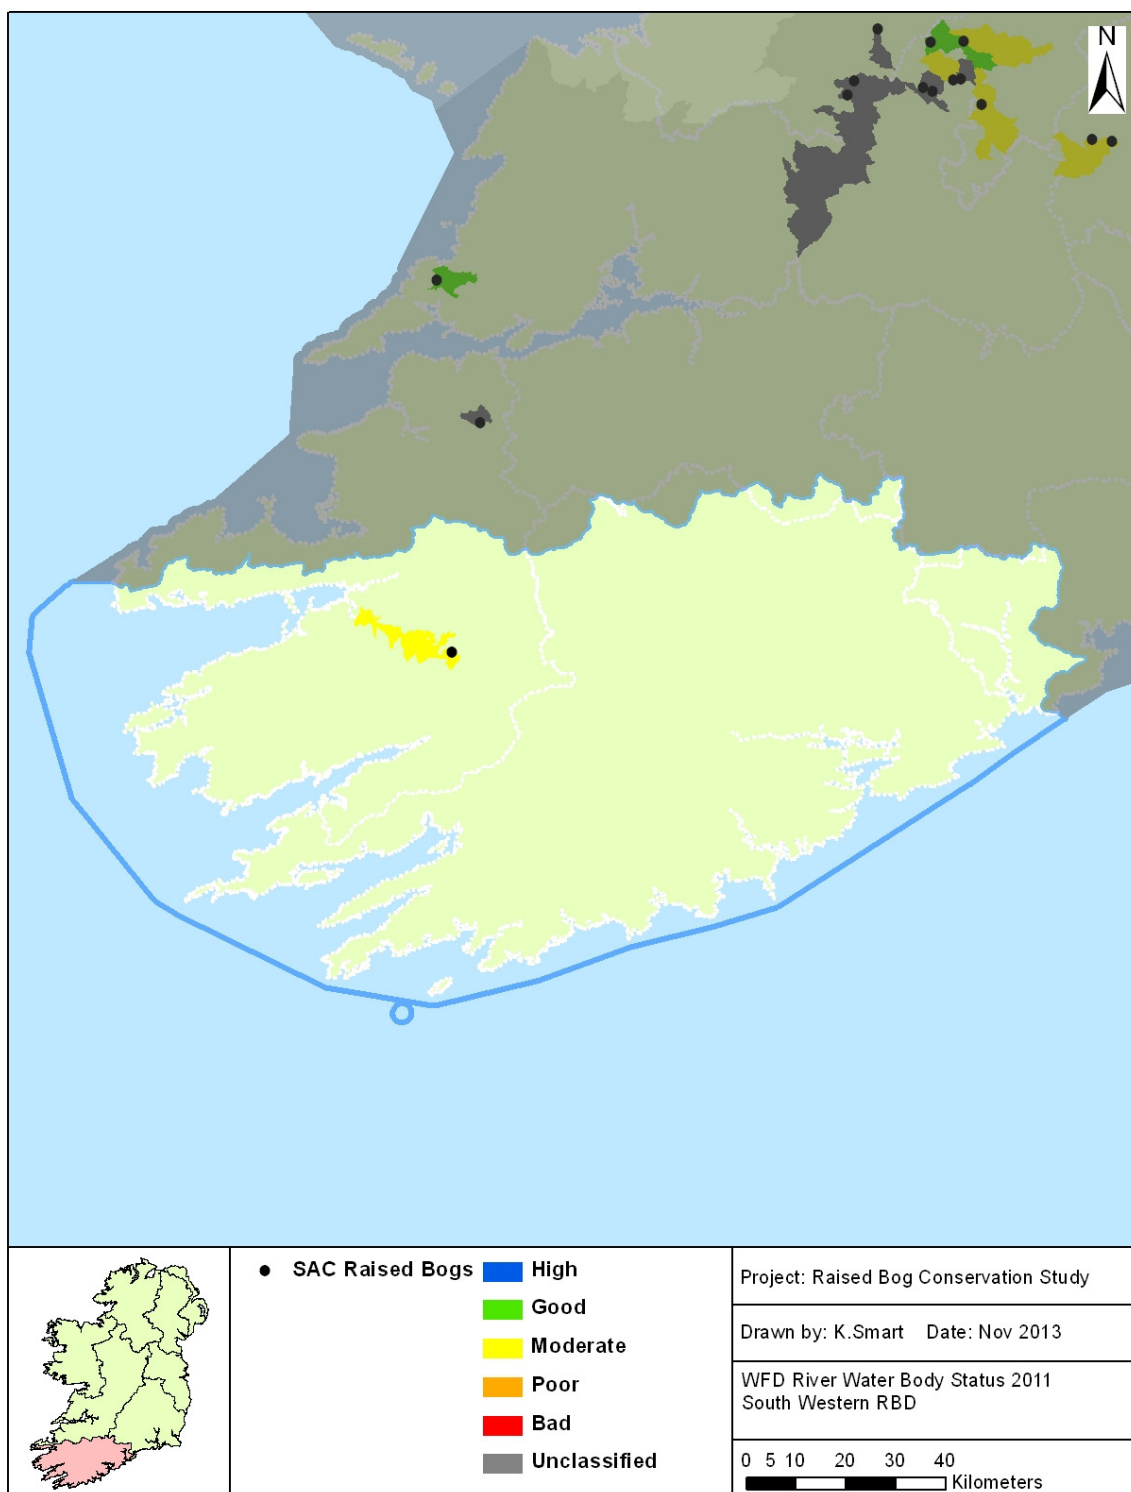 N
SAC Raised Bogs
High
Good
Moderate
Poor
Bad
Unclassified
Project: Raised Bog Conservation Study
Drawn by: K.Smart Date: Nov 2013
WFD River Water Body Status 2011
South Western RBD
0 5 10 20 30 40
Kilometers